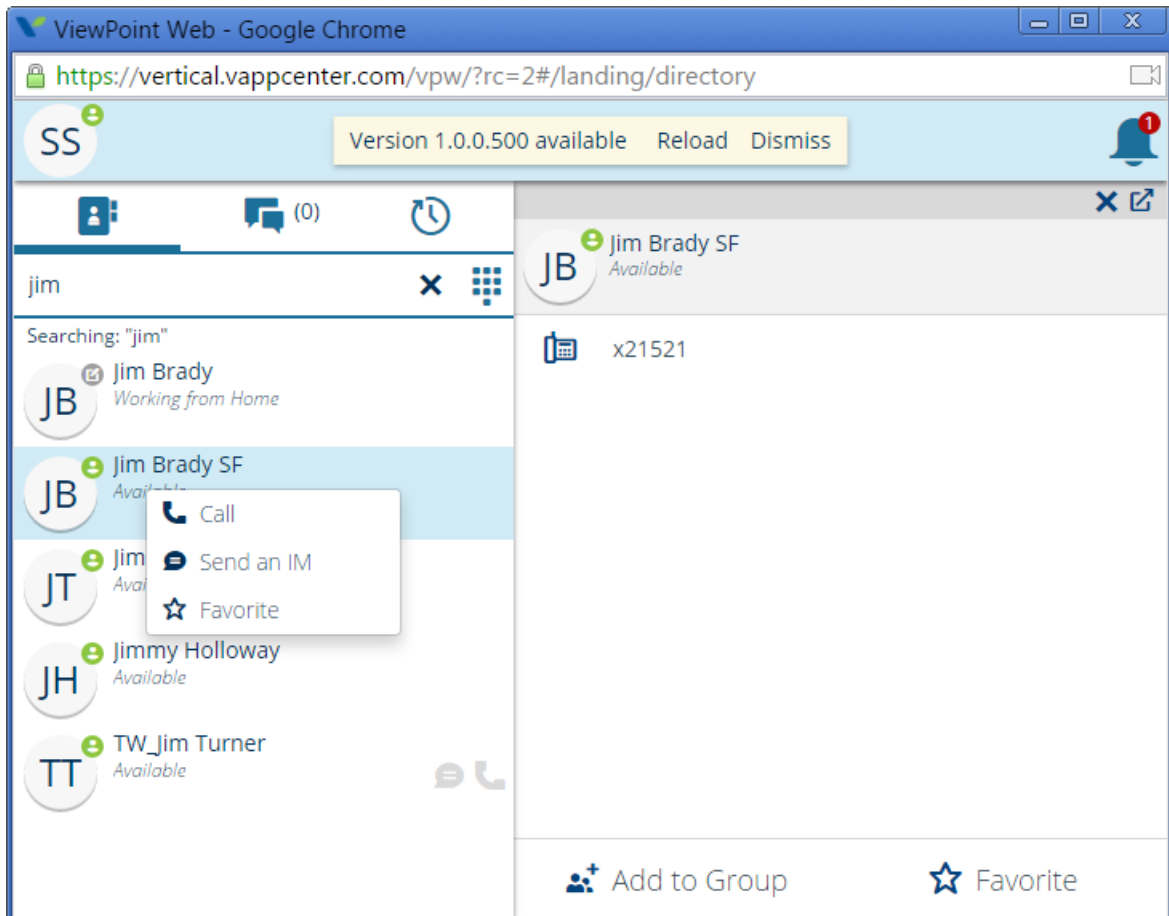 ViewPoint Web - Google Chrome
https://vertical.vappcenter.com/vpw/?rc=2#/landing/directory
SS
Version 1.0.0.500 available Reload Dismiss
1
(0)
jim
Searching: "jim"
JB
Jim Brady
Working from Home
JB
Jim Brady SF
Available
Call
Send an IM
Favorite
JT
Jim
Avai
JH
Jimmy Holloway
Available
TT
TW_Jim Turner
Available
JB
Jim Brady SF
Available
x21521
Add to Group
Favorite